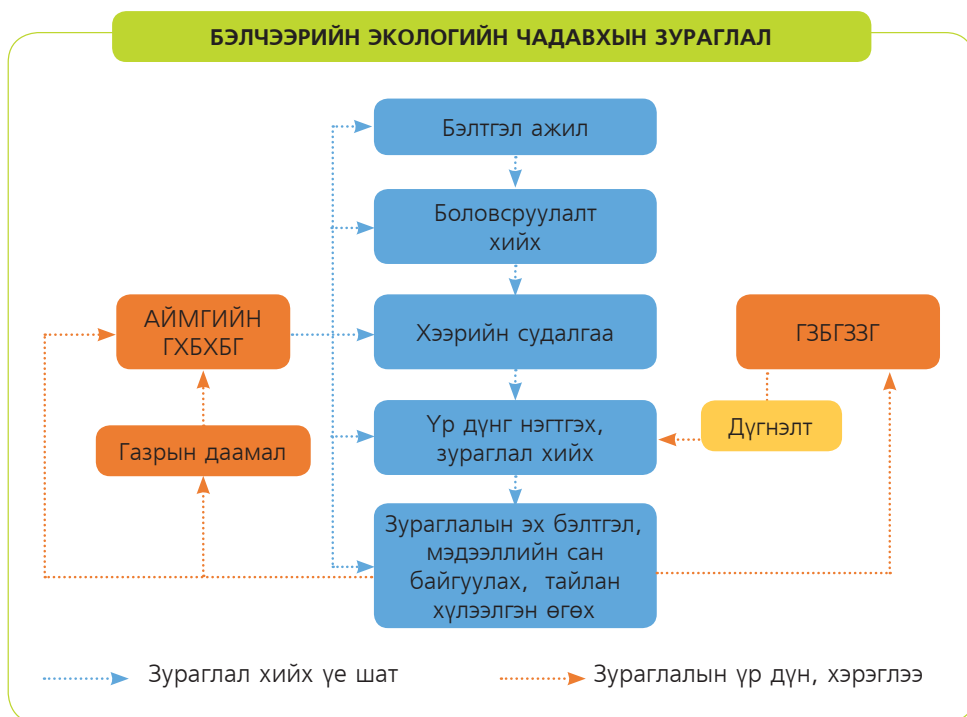 БЭЛЧЭЭРИЙН ЭКОЛОГИЙН ЧАДАВХЫН ЗУРАГЛАЛ
Бэлтгэл ажил
Боловсруулалт
хийх
АЙМГИЙН
ГХБХБГ
Хээрийн судалгаа
ГЗБГЗЗГ
Газрын даамал
Үр дүнг нэгтгэх,
зураглал хийх
Дүгнэлт
Зураглалын эх бэлтгэл,
мэдээллийн сан
байгуулах, тайлан
хүлээлгэн өгөх
Зураглал хийх үе шат
Зураглалын үр дүн, хэрэглээ